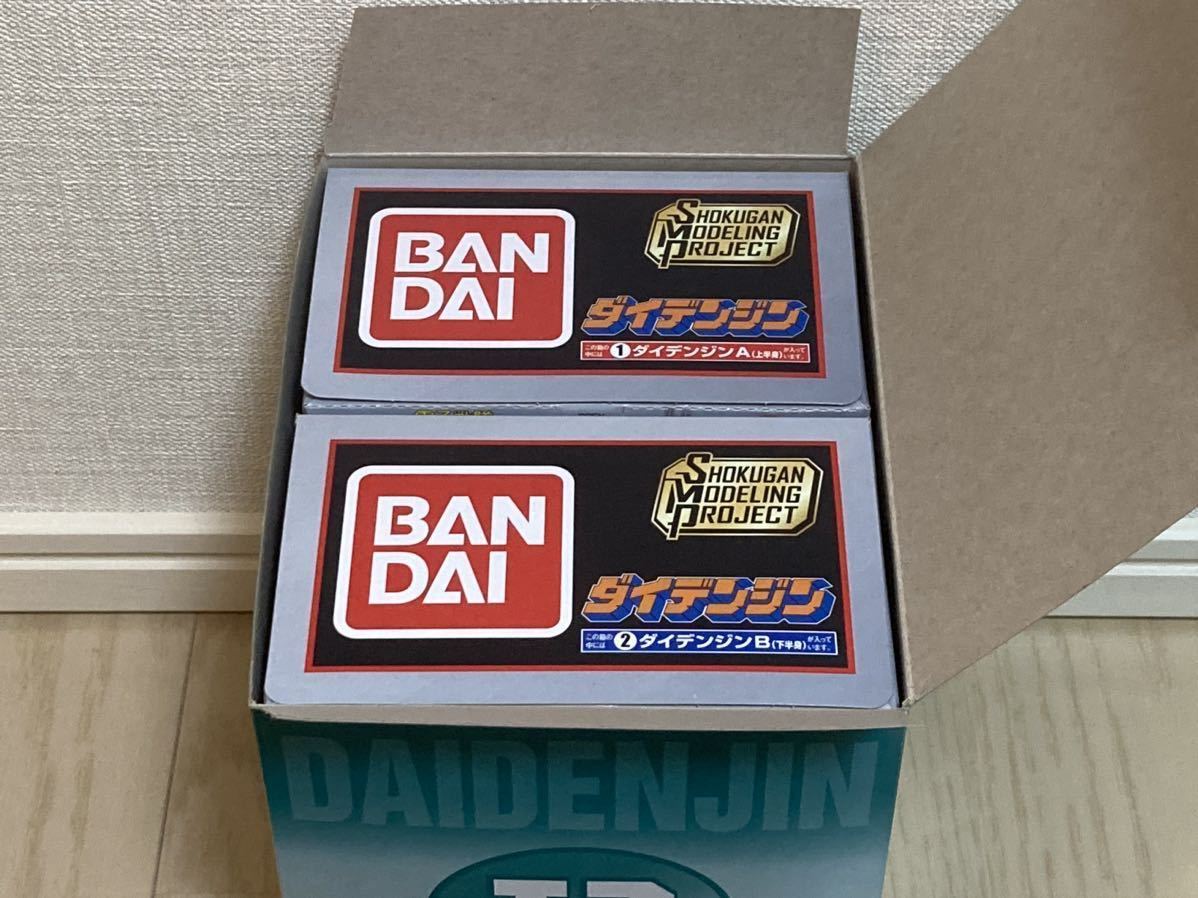 BAN
DAI
SHOKUGAN
MODELING
PROJECT
ダイデンジン
この箱の中には ①ダイデンジンA(上半身) が入っています。
BAN
DAI
SHOKUGAN
MODELING
PROJECT
ダイデンジン
この箱の中には ②ダイデンジンB(下半身) が入っています。
DAIDENJIN